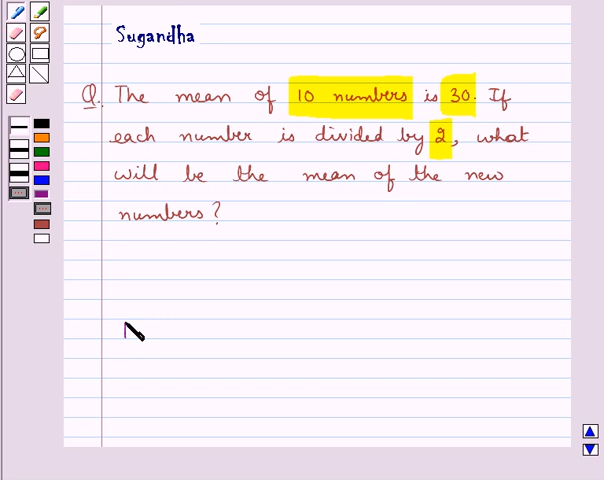 Sugandha
Q. The mean of 10 numbers is 30. If
each number is divided by 2, what
will be the mean of the new
numbers?